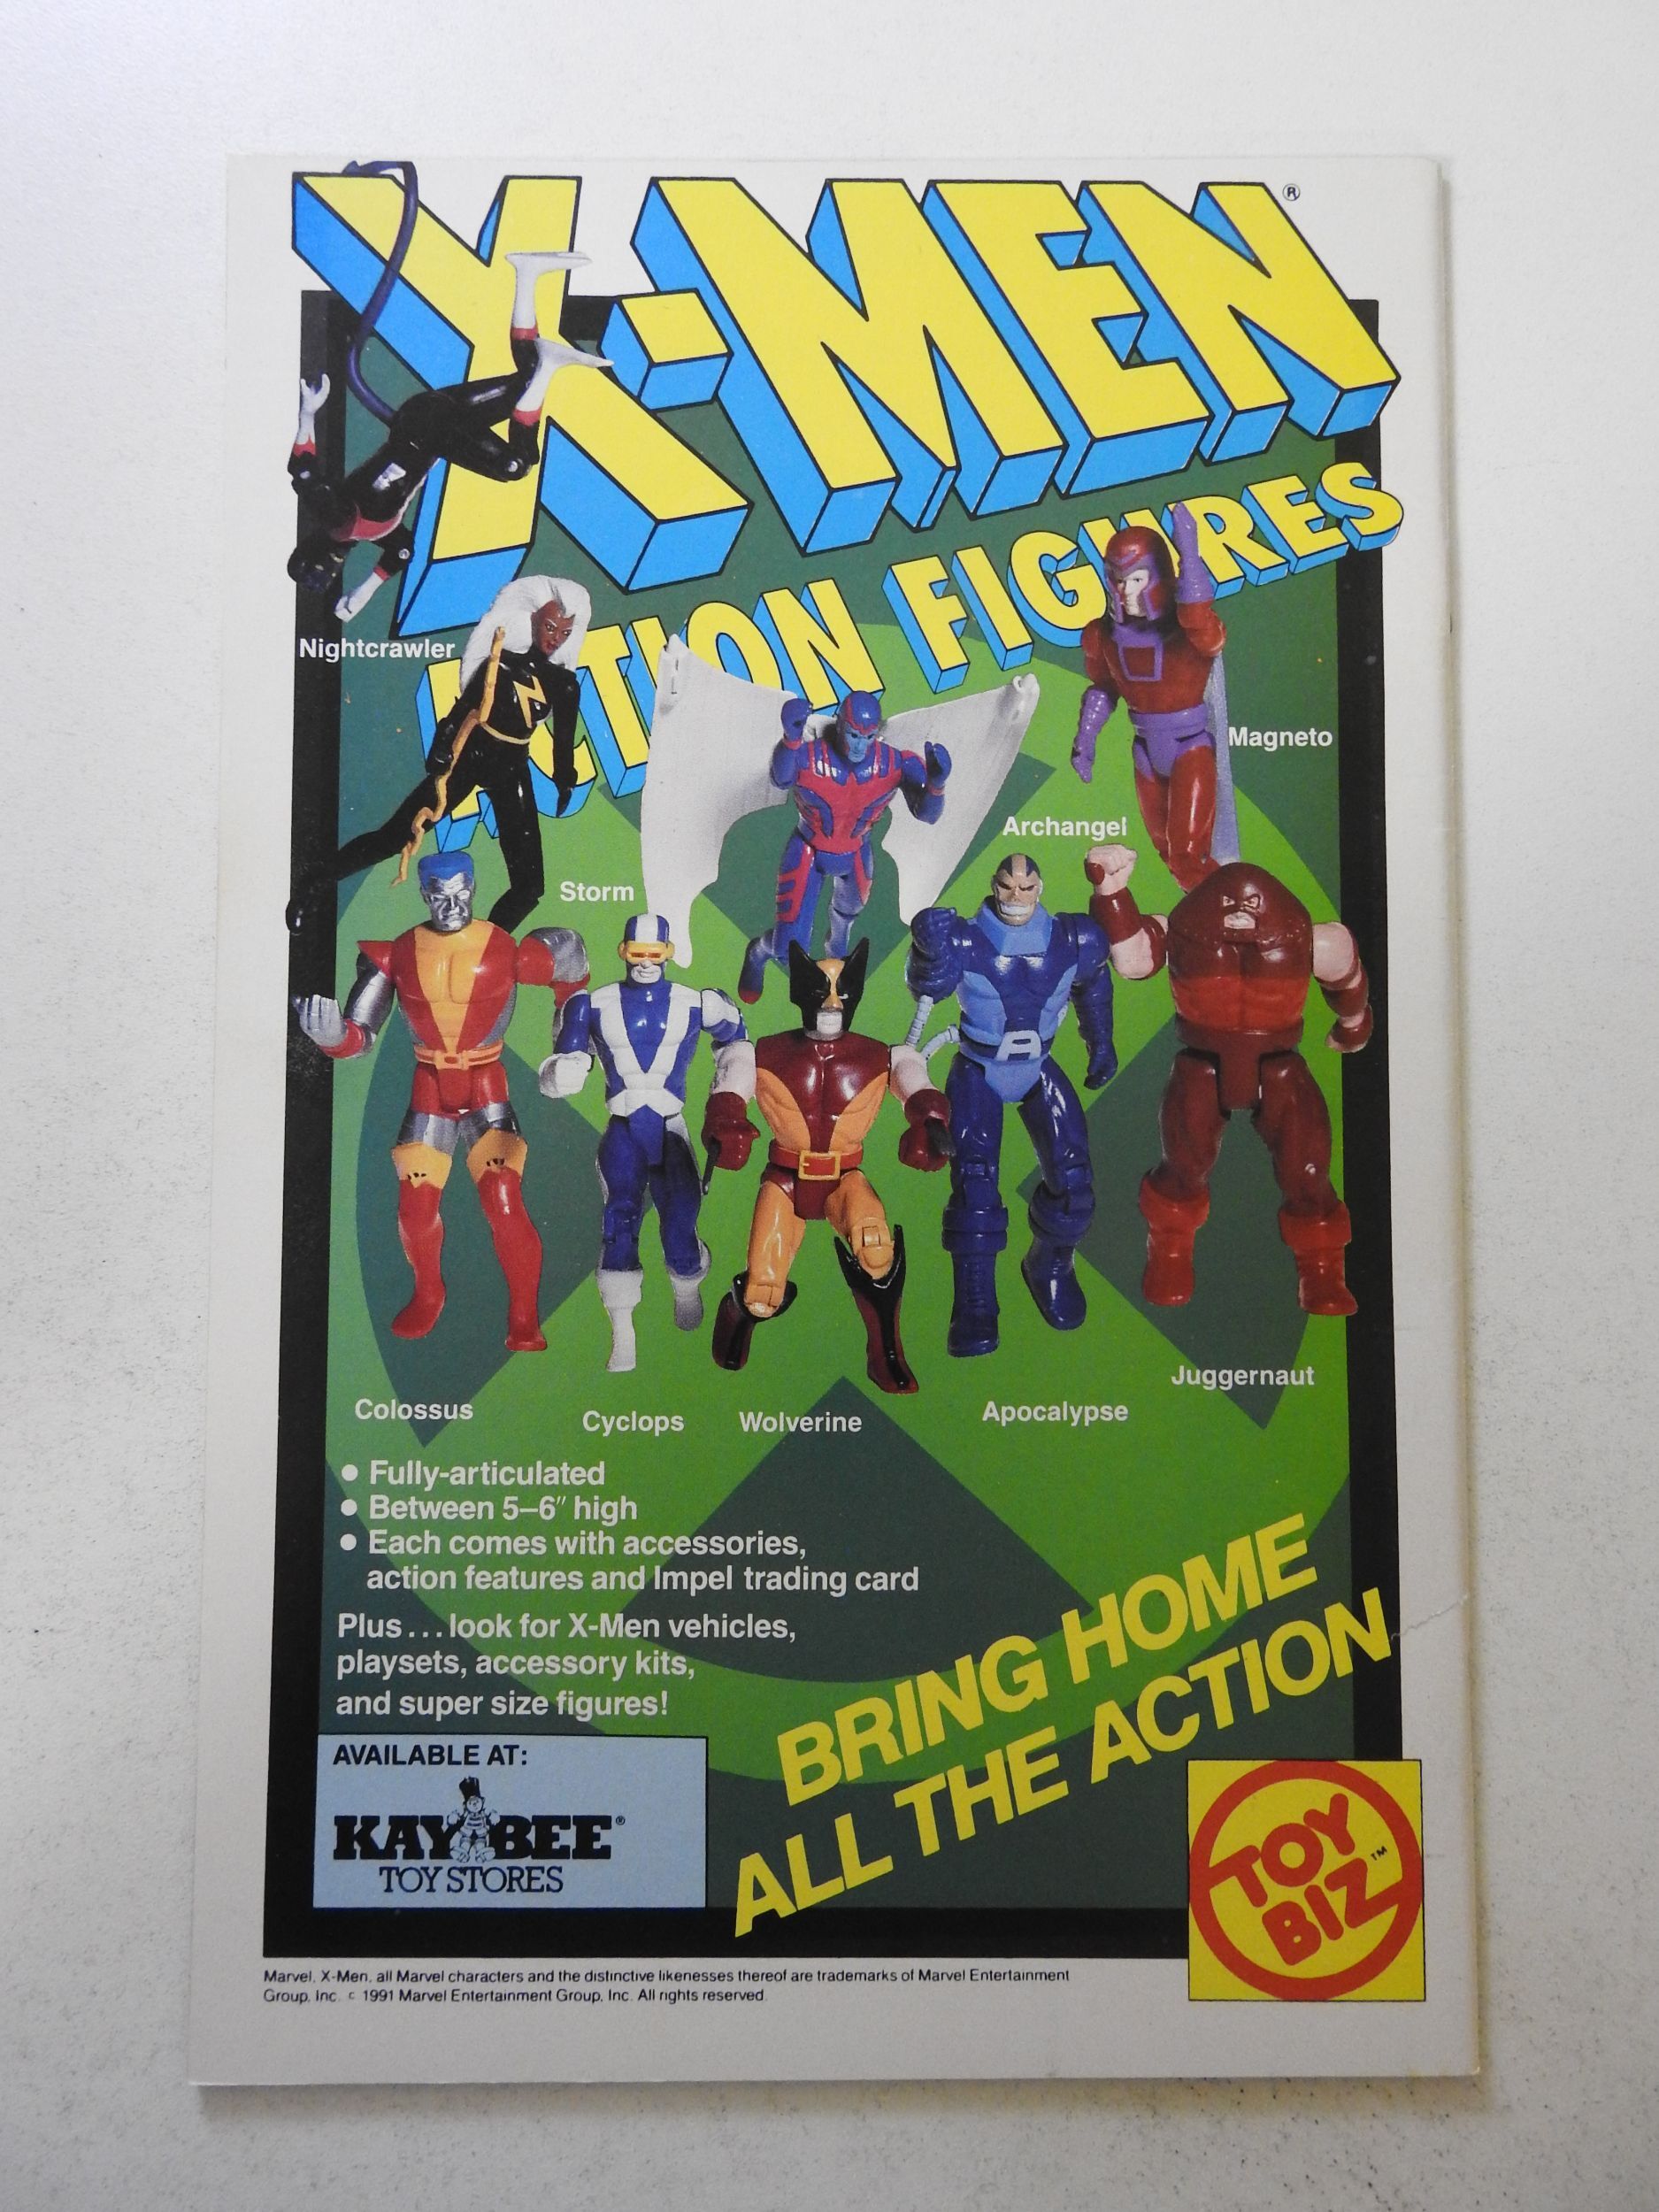 X-MEN®
ACTION FIGURES
Nightcrawler
Magneto
Archangel
Storm
A
Juggernaut
Colossus
Cyclops
Wolverine
Apocalypse
• Fully-articulated
• Between 5–6" high
• Each comes with accessories,
action features and Impel trading card
Plus...look for X-Men vehicles,
playsets, accessory kits,
and super size figures!
BRING HOME
ALL THE ACTION
AVAILABLE AT:
KAY BEE®
TOY STORES
TOY
BIZ™
Marvel, X-Men, all Marvel characters and the distinctive likenesses thereof are trademarks of Marvel Entertainment
Group, Inc. © 1991 Marvel Entertainment Group, Inc. All rights reserved.